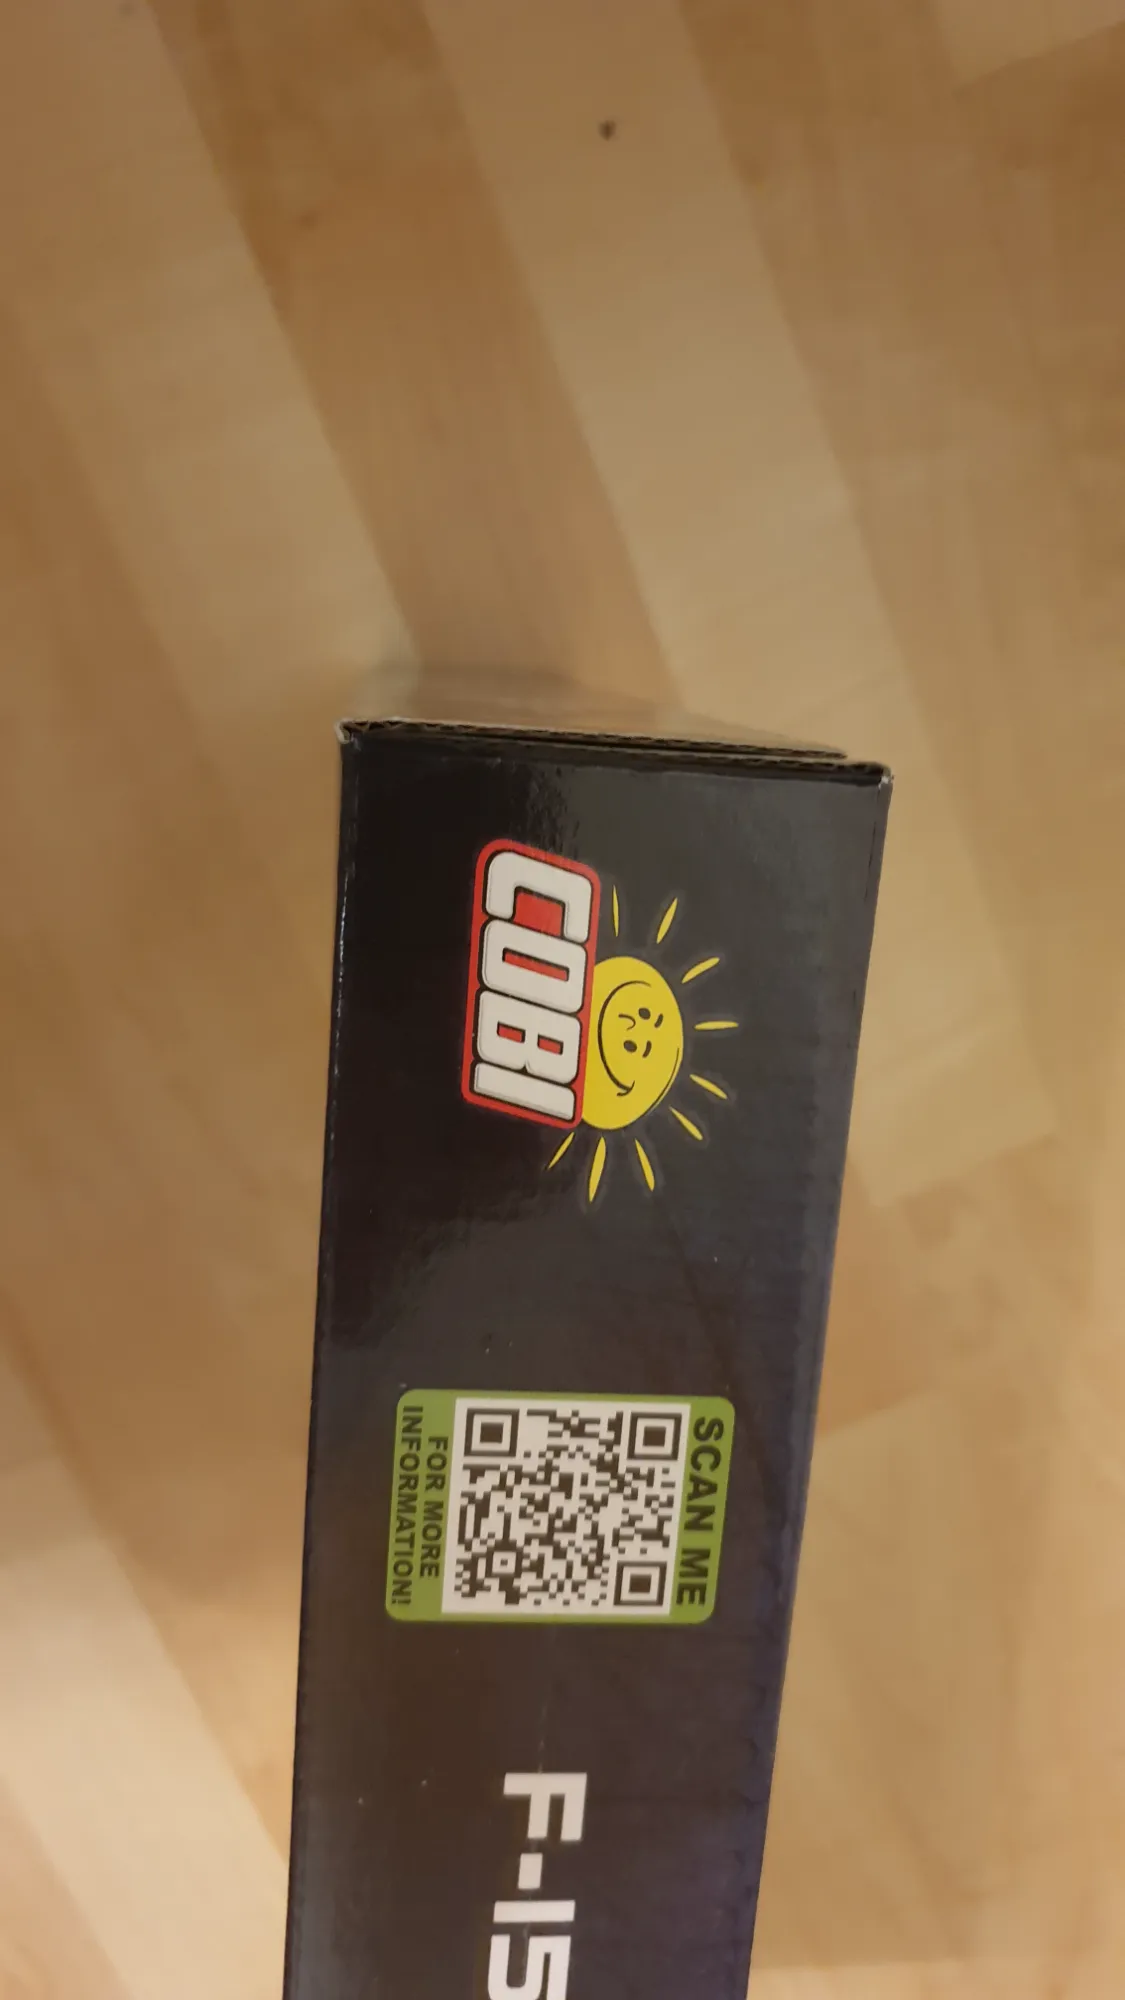 COBI
SCAN ME
FOR MORE
INFORMATION!
F-15